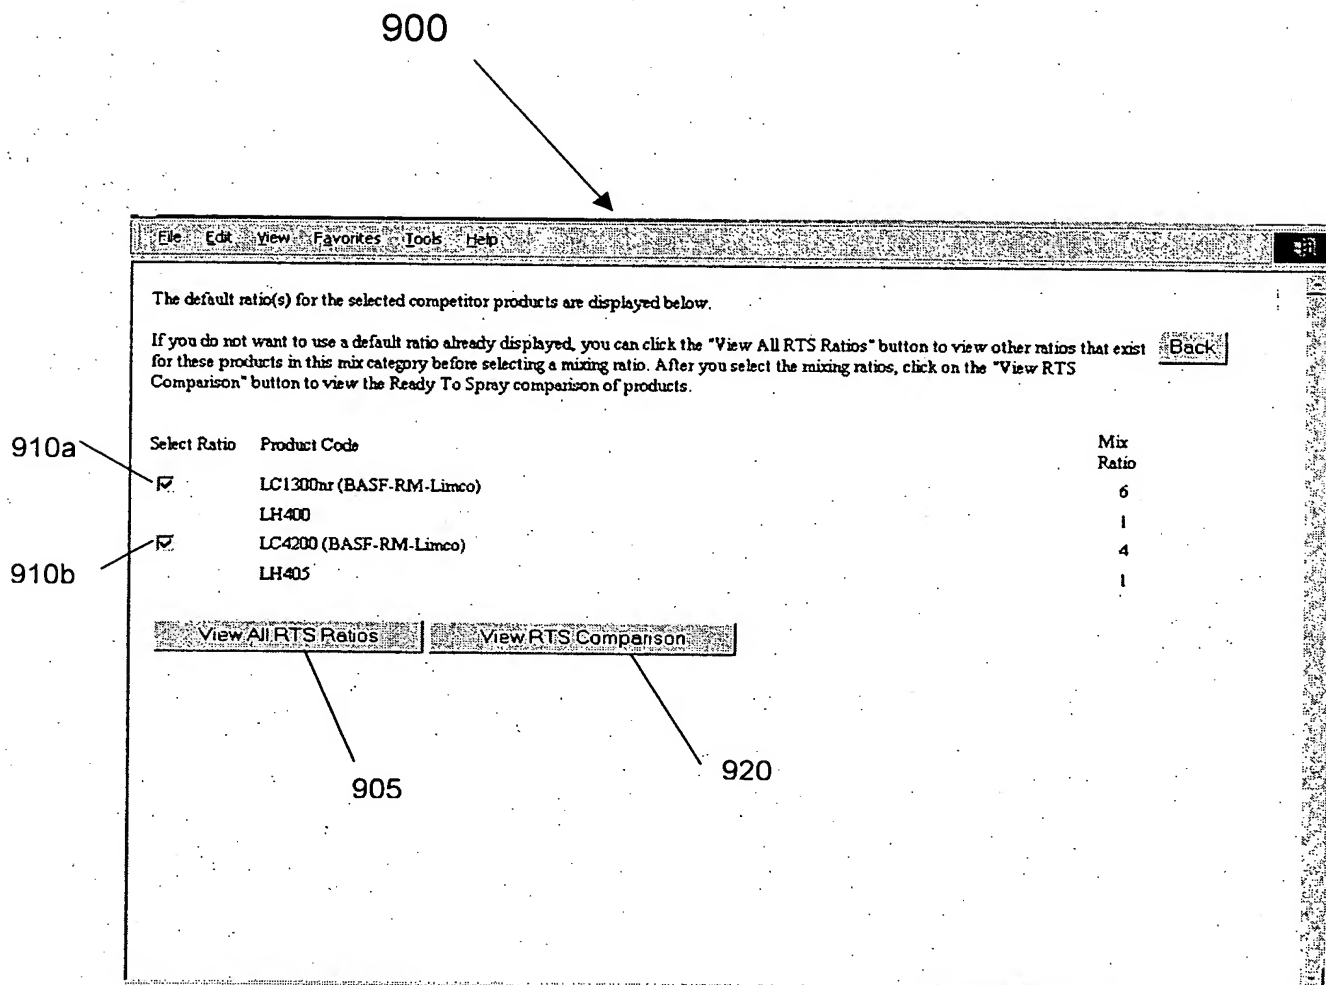 900
File Edit View Favorites Tools Help
The default ratio(s) for the selected competitor products are displayed below.
If you do not want to use a default ratio already displayed, you can click the "View All RTS Ratios" button to view other ratios that exist
for these products in this mix category before selecting a mixing ratio. After you select the mixing ratios, click on the "View RTS
Comparison" button to view the Ready To Spray comparison of products.
Back
910a
Select Ratio Product Code Mix
Ratio
LC1300nr (BASF-RM-Limco) 6
LH400 1
910b
LC4200 (BASF-RM-Limco) 4
LH405 1
View All RTS Ratios View RTS Comparison
905
920